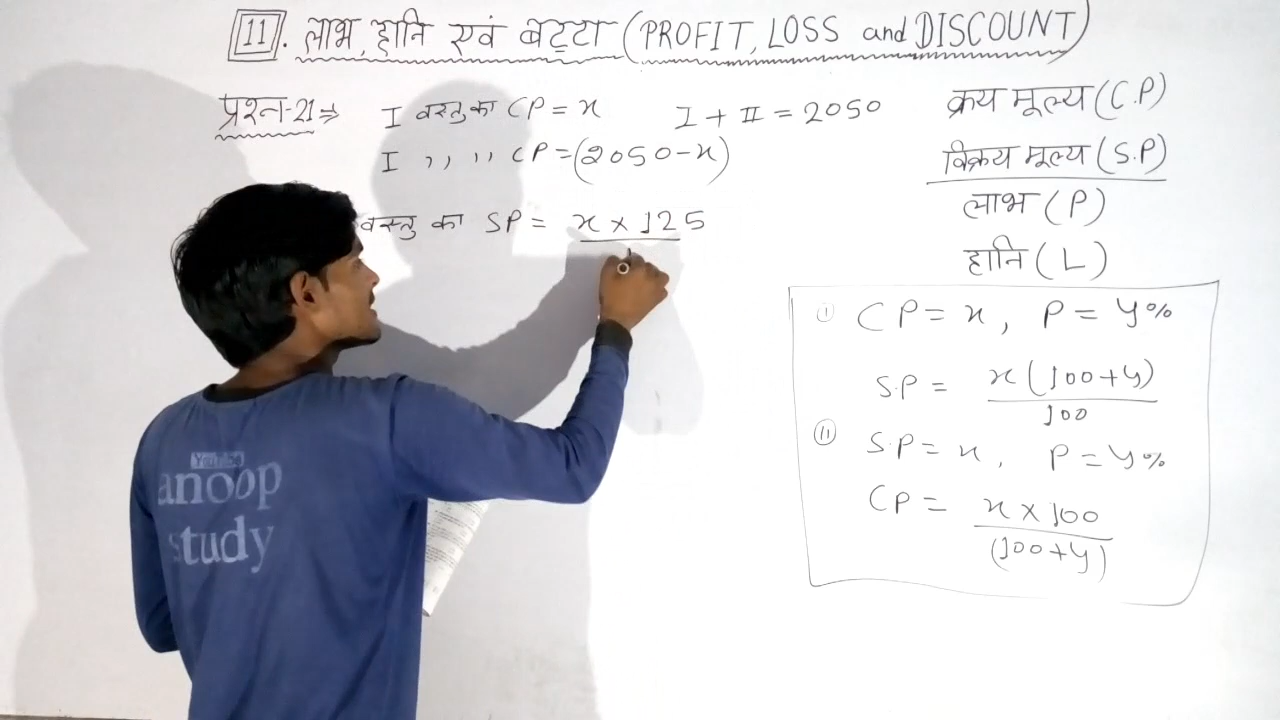 11. लाभ, हानि एवं बट्टा (PROFIT, LOSS and DISCOUNT)
प्रश्न-21⇒ I वस्तु का CP = x I + II = 2050
I ,, ,, CP = (2050-x)
वस्तु का SP = x × 125
क्रय मूल्य (C.P)
विक्रय मूल्य (S.P)
लाभ (P)
हानि (L)
(i) CP = x, P = y%
S.P = x(100+y)
100
(ii) S.P = x, P = y%
CP = x × 100
(100+y)
YouTube
anoop
study